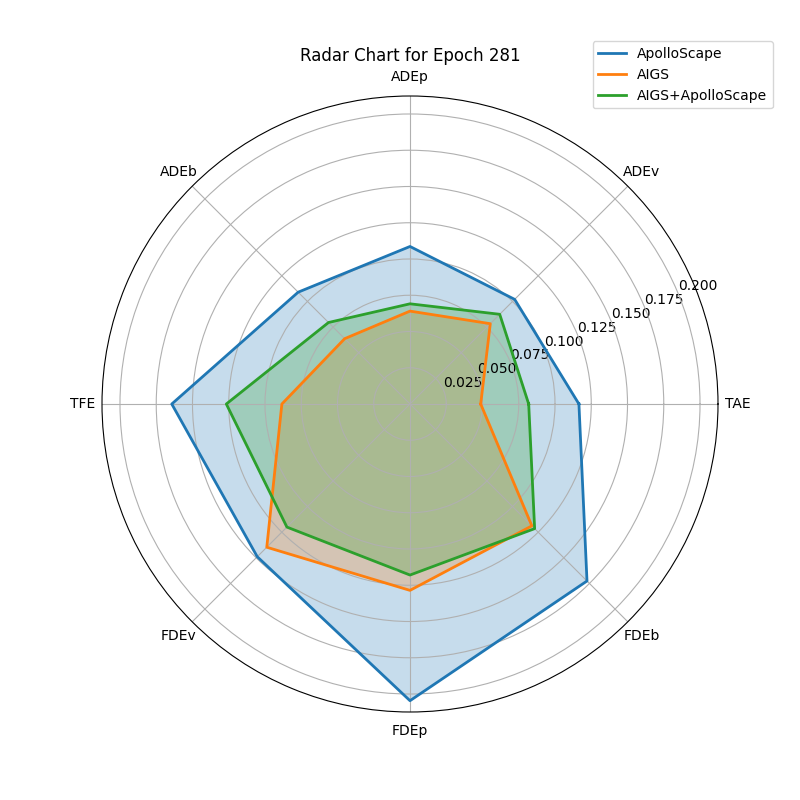 Radar Chart for Epoch 281
ApolloScape
AIGS
AIGS+ApolloScape
ADEp
ADEb
ADEv
TFE
TAE
0.025
0.050
0.075
0.100
0.125
0.150
0.175
0.200
FDEv
FDEb
FDEp